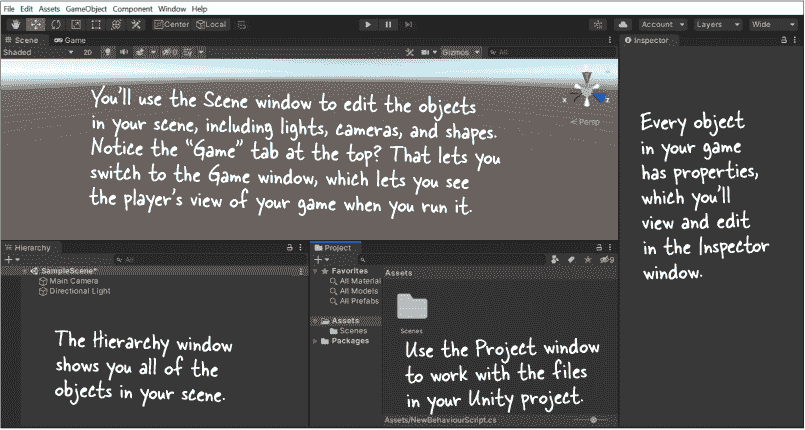 File Edit Assets GameObject Component Window Help
Center Local Account Layers Wide
Scene Game Inspector
Shaded 2D 0 Gizmos All
You'll use the Scene window to edit the objects
in your scene, including lights, cameras, and shapes.
Notice the "Game" tab at the top? That lets you
switch to the Game window, which lets you see
the player's view of your game when you run it.
x z
Persp
Every object
in your game
has properties,
which you'll
view and edit
in the Inspector
window.
Hierarchy
All
SampleScene*
Main Camera
Directional Light
The Hierarchy window
shows you all of the
objects in your scene.
Project
9
Favorites
All Material
All Models
All Prefabs
Assets
Scenes
Packages
Assets
Scenes
Use the Project window
to work with the files
in your Unity project.
Assets/NewBehaviourScript.cs